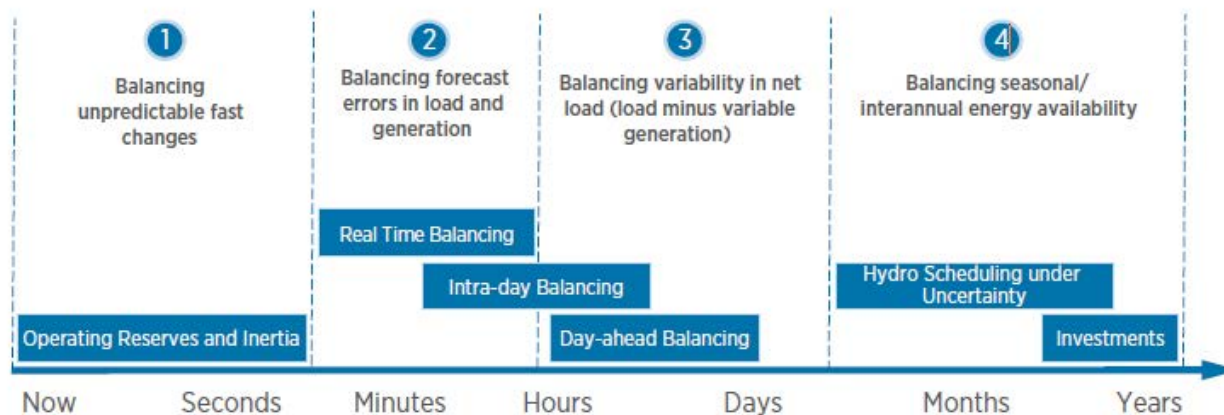 1
2
3
4
Balancing
unpredictable fast
changes
Balancing forecast
errors in load and
generation
Balancing variability in net
load (load minus variable
generation)
Balancing seasonal/
interannual energy availability
Real Time Balancing
Intra-day Balancing
Hydro Scheduling under
Uncertainty
Operating Reserves and Inertia
Day-ahead Balancing
Investments
Now
Seconds
Minutes
Hours
Days
Months
Years